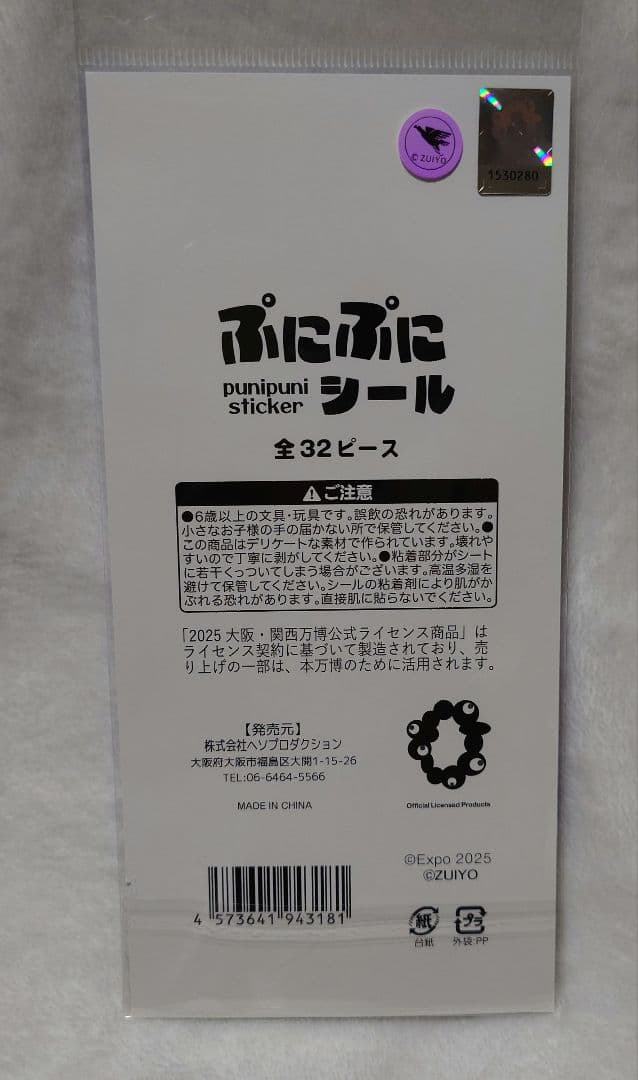 © ZUIYO
1530280
ぷにぷに
punipuni
sticker
シール
全32ピース
⚠ご注意
●6歳以上の文具・玩具です。誤飲の恐れがあります。
小さなお子様の手の届かない所で保管してください。●
この商品はデリケートな素材で作られています。壊れや
すいので丁寧に剥がしてください。●粘着部分がシート
に若干くっついてしまう場合がございます。高温多湿を
避けて保管してください。シールの粘着剤により肌がか
ぶれる恐れがあります。直接肌に貼らないでください。
「2025 大阪・関西万博公式ライセンス商品」は
ライセンス契約に基づいて製造されており、売
り上げの一部は、本万博のために活用されます。
【発売元】
株式会社ヘソプロダクション
大阪府大阪市福島区大開1-15-26
TEL:06-6464-5566
MADE IN CHINA
Official Licensed Products
©Expo 2025
©ZUIYO
4 573641 943181
紙
台紙
プラ
外袋:PP